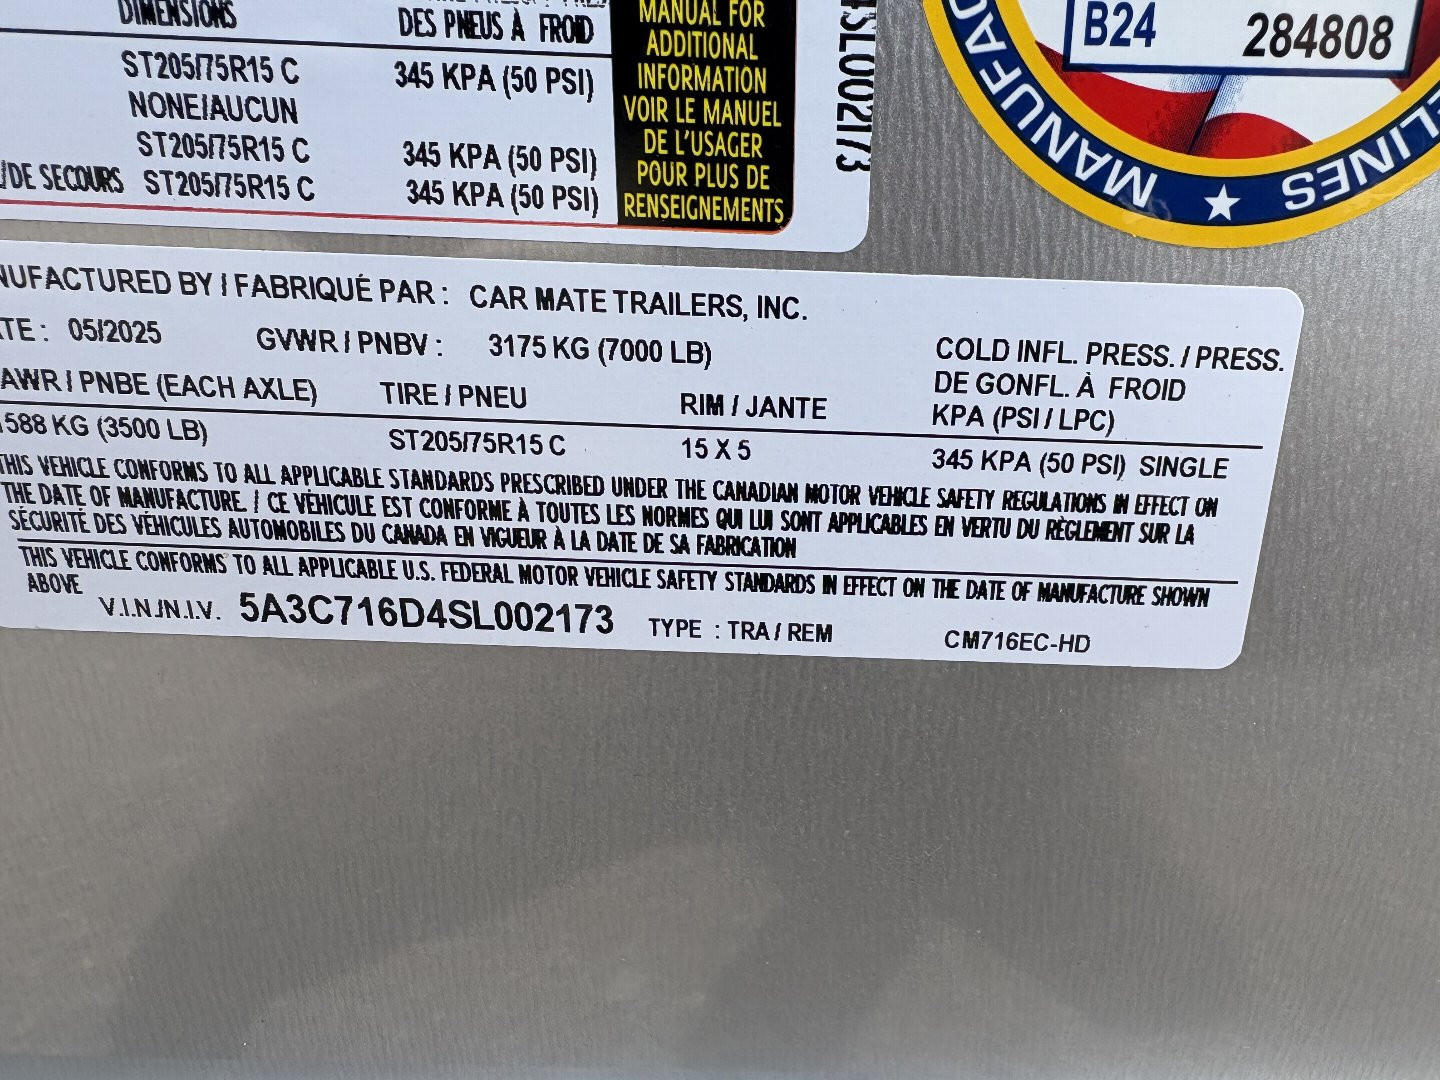 DIMENSIONS
DES PNEUS À FROID
ST205/75R15 C 345 KPA (50 PSI)
NONE/AUCUN
ST205/75R15 C 345 KPA (50 PSI)
/DE SECOURS ST205/75R15 C 345 KPA (50 PSI)
MANUAL FOR
ADDITIONAL
INFORMATION
VOIR LE MANUEL
DE L'USAGER
POUR PLUS DE
RENSEIGNEMENTS
4SL002173
B24 284808
MANUFAC
ELINES
NUFACTURED BY / FABRIQUÉ PAR : CAR MATE TRAILERS, INC.
TE : 05/2025 GVWR / PNBV : 3175 KG (7000 LB)
COLD INFL. PRESS. / PRESS.
DE GONFL. À FROID
KPA (PSI / LPC)
AWR / PNBE (EACH AXLE) TIRE / PNEU RIM / JANTE
1588 KG (3500 LB) ST205/75R15 C 15 X 5 345 KPA (50 PSI) SINGLE
THIS VEHICLE CONFORMS TO ALL APPLICABLE STANDARDS PRESCRIBED UNDER THE CANADIAN MOTOR VEHICLE SAFETY REGULATIONS IN EFFECT ON
THE DATE OF MANUFACTURE. / CE VÉHICULE EST CONFORME À TOUTES LES NORMES QUI LUI SONT APPLICABLES EN VERTU DU RÈGLEMENT SUR LA
SÉCURITÉ DES VÉHICULES AUTOMOBILES DU CANADA EN VIGUEUR À LA DATE DE SA FABRICATION
THIS VEHICLE CONFORMS TO ALL APPLICABLE U.S. FEDERAL MOTOR VEHICLE SAFETY STANDARDS IN EFFECT ON THE DATE OF MANUFACTURE SHOWN
ABOVE
V.I.N./N.I.V. 5A3C716D4SL002173 TYPE : TRA / REM CM716EC-HD